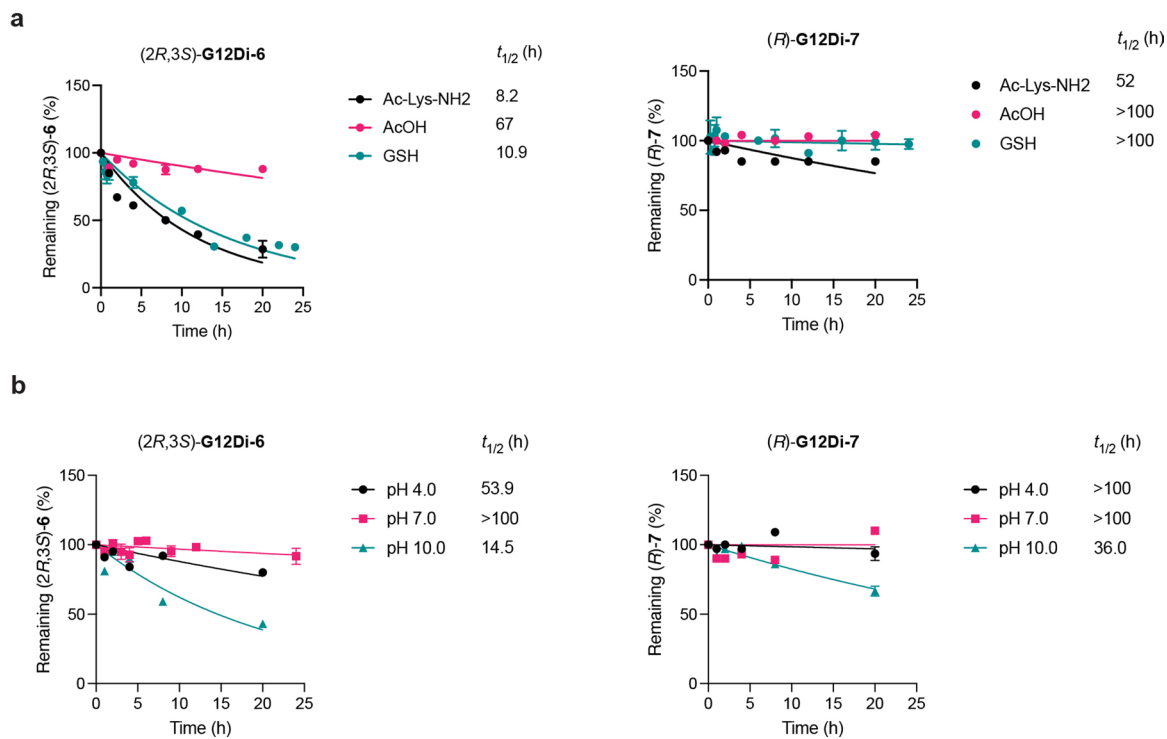 a
(2R,3S)-G12Di-6
t1/2 (h)
Remaining (2R,3S)-6 (%)
150
100
50
0
0 5 10 15 20 25
Time (h)
Ac-Lys-NH2 8.2
AcOH 67
GSH 10.9
(R)-G12Di-7
t1/2 (h)
Remaining (R)-7 (%)
150
100
50
0
0 5 10 15 20 25
Time (h)
Ac-Lys-NH2 52
AcOH >100
GSH >100
b
(2R,3S)-G12Di-6
t1/2 (h)
Remaining (2R,3S)-6 (%)
150
100
50
0
0 5 10 15 20 25
Time (h)
pH 4.0 53.9
pH 7.0 >100
pH 10.0 14.5
(R)-G12Di-7
t1/2 (h)
Remaining (R)-7 (%)
150
100
50
0
0 5 10 15 20 25
Time (h)
pH 4.0 >100
pH 7.0 >100
pH 10.0 36.0